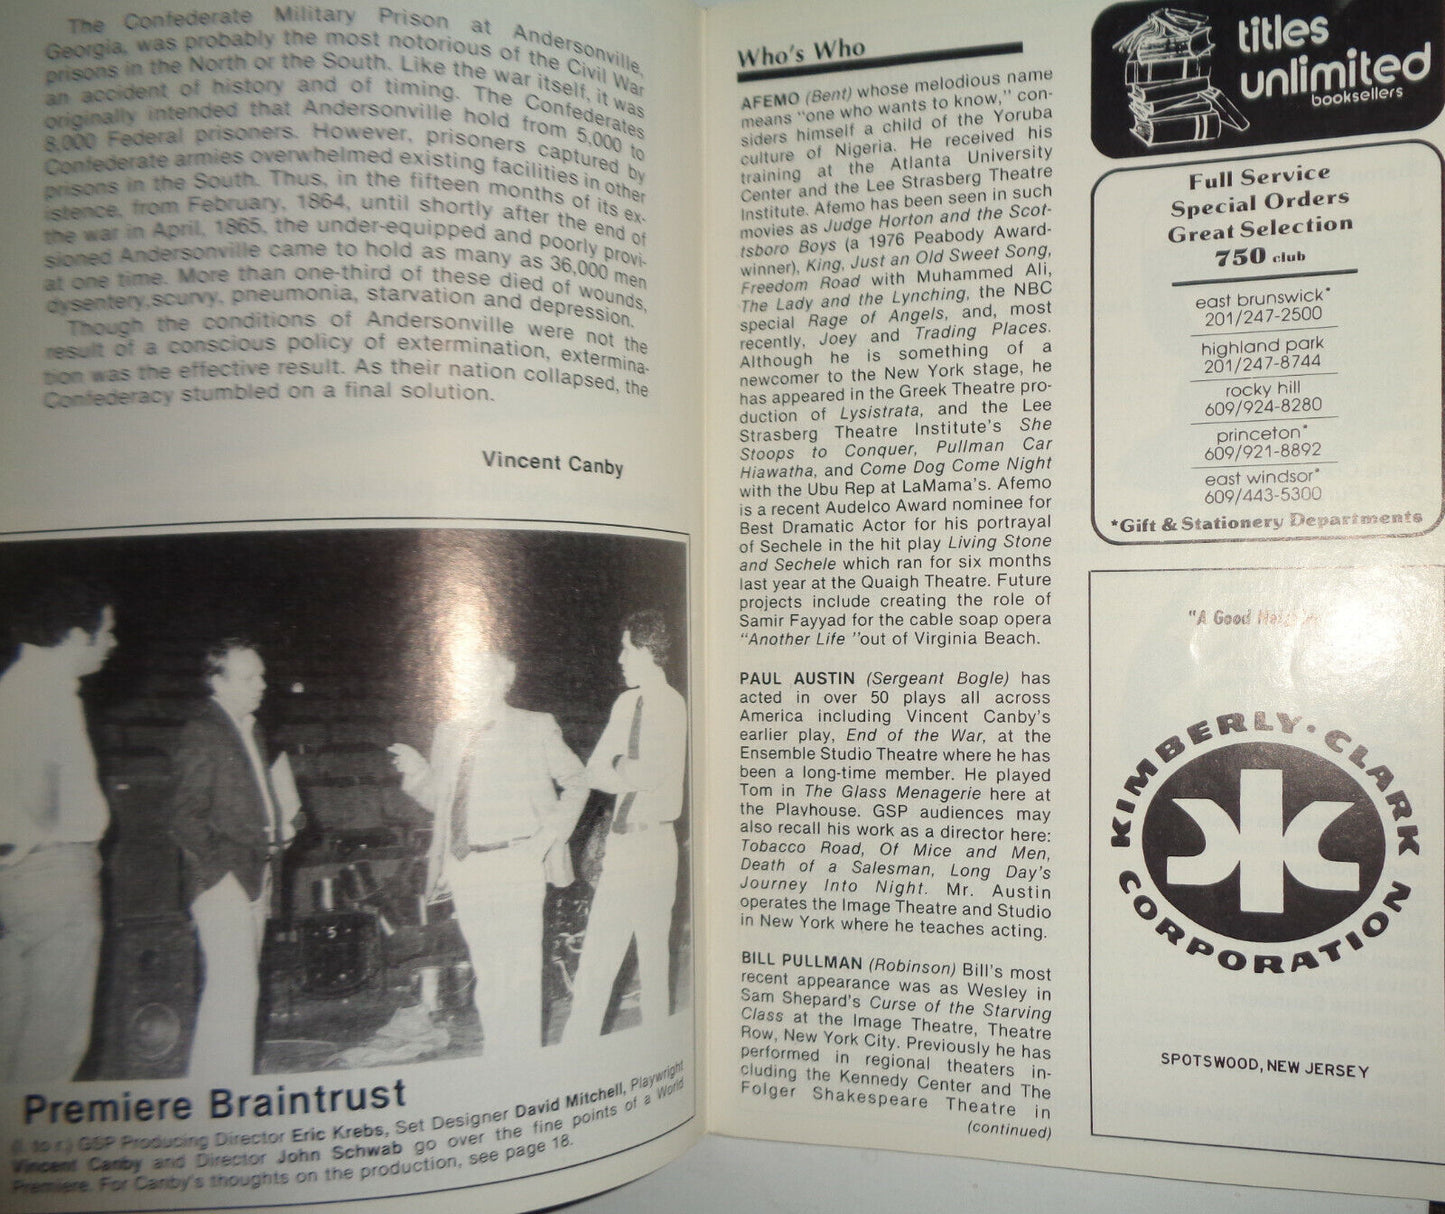 The Confederate Military Prison at Andersonville,
Georgia, was probably the most notorious of the Civil War
prisons in the North or the South. Like the war itself, it was
an accident of history and of timing. The Confederates
originally intended that Andersonville hold from 5,000 to
8,000 Federal prisoners. However, prisoners captured by
Confederate armies overwhelmed existing facilities in other
prisons in the South. Thus, in the fifteen months of its ex-
istence, from February, 1864, until shortly after the end of
the war in April, 1865, the under-equipped and poorly provi-
sioned Andersonville came to hold as many as 36,000 men
at one time. More than one-third of these died of wounds,
dysentery,scurvy, pneumonia, starvation and depression.
Though the conditions of Andersonville were not the
result of a conscious policy of extermination, extermina-
tion was the effective result. As their nation collapsed, the
Confederacy stumbled on a final solution.
Vincent Canby
5
Premiere Braintrust
(l. to r.) GSP Producing Director Eric Krebs, Set Designer David Mitchell, Playwright
Vincent Canby and Director John Schwab go over the fine points of a World
Premiere. For Canby's thoughts on the production, see page 18.
Who's Who
AFEMO (Bent) whose melodious name
means "one who wants to know," con-
siders himself a child of the Yoruba
culture of Nigeria. He received his
training at the Atlanta University
Center and the Lee Strasberg Theatre
Institute. Afemo has been seen in such
movies as Judge Horton and the Scot-
tsboro Boys (a 1976 Peabody Award-
winner), King, Just an Old Sweet Song,
Freedom Road with Muhammed Ali,
The Lady and the Lynching, the NBC
special Rage of Angels, and, most
recently, Joey and Trading Places.
Although he is something of a
newcomer to the New York stage, he
has appeared in the Greek Theatre pro-
duction of Lysistrata, and the Lee
Strasberg Theatre Institute's She
Stoops to Conquer, Pullman Car
Hiawatha, and Come Dog Come Night
with the Ubu Rep at LaMama's. Afemo
is a recent Audelco Award nominee for
Best Dramatic Actor for his portrayal
of Sechele in the hit play Living Stone
and Sechele which ran for six months
last year at the Quaigh Theatre. Future
projects include creating the role of
Samir Fayyad for the cable soap opera
"Another Life "out of Virginia Beach.
PAUL AUSTIN (Sergeant Bogle) has
acted in over 50 plays all across
America including Vincent Canby's
earlier play, End of the War, at the
Ensemble Studio Theatre where he has
been a long-time member. He played
Tom in The Glass Menagerie here at
the Playhouse. GSP audiences may
also recall his work as a director here:
Tobacco Road, Of Mice and Men,
Death of a Salesman, Long Day's
Journey Into Night. Mr. Austin
operates the Image Theatre and Studio
in New York where he teaches acting.
BILL PULLMAN (Robinson) Bill's most
recent appearance was as Wesley in
Sam Shepard's Curse of the Starving
Class at the Image Theatre, Theatre
Row, New York City. Previously he has
performed in regional theaters in-
cluding the Kennedy Center and The
Folger Shakespeare Theatre in
(continued)
titles
unlimited
booksellers
Full Service
Special Orders
Great Selection
750 club
east brunswick*
201/247-2500
highland park
201/247-8744
rocky hill
609/924-8280
princeton*
609/921-8892
east windsor*
609/443-5300
*Gift & Stationery Departments
"A Good
KIMBERLY-CLARK
CORPORATION
SPOTSWOOD, NEW JERSEY